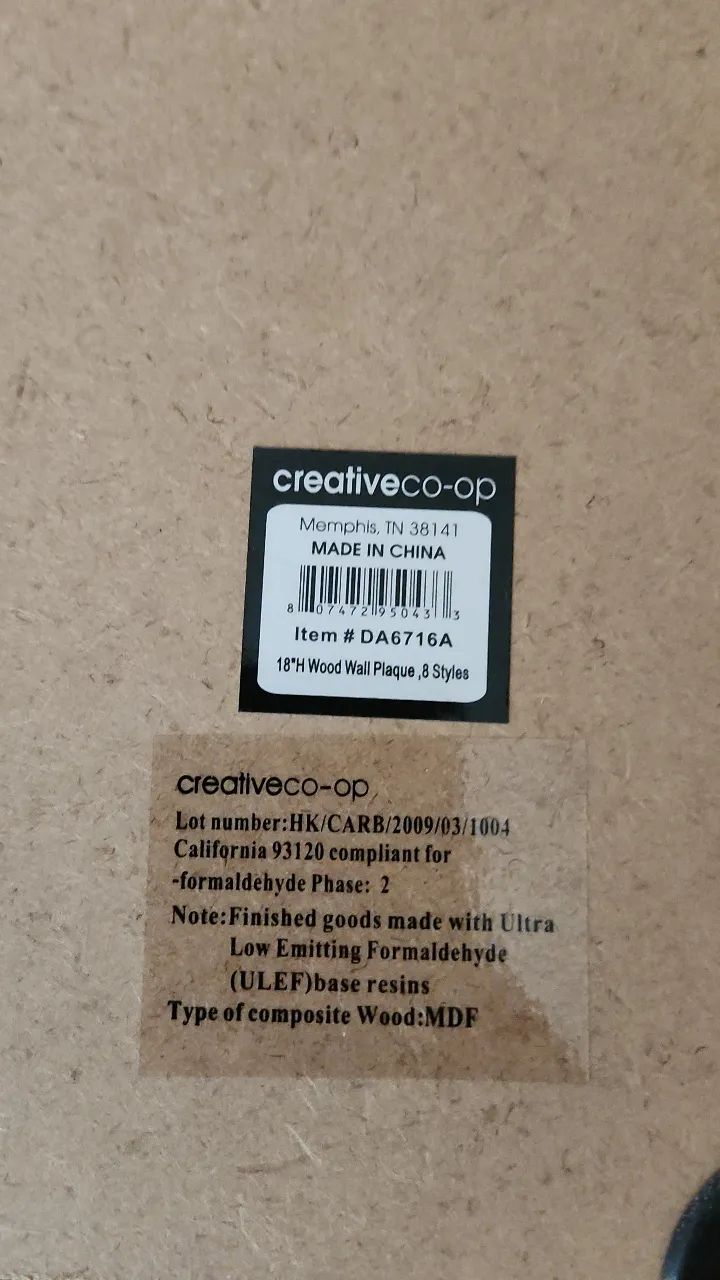 creativeco-op
Memphis, TN 38141
MADE IN CHINA
8 07472 95043 3
Item # DA6716A
18"H Wood Wall Plaque ,8 Styles
creativeco-op
Lot number:HK/CARB/2009/03/1004
California 93120 compliant for
-formaldehyde Phase: 2
Note:Finished goods made with Ultra
Low Emitting Formaldehyde
(ULEF)base resins
Type of composite Wood:MDF